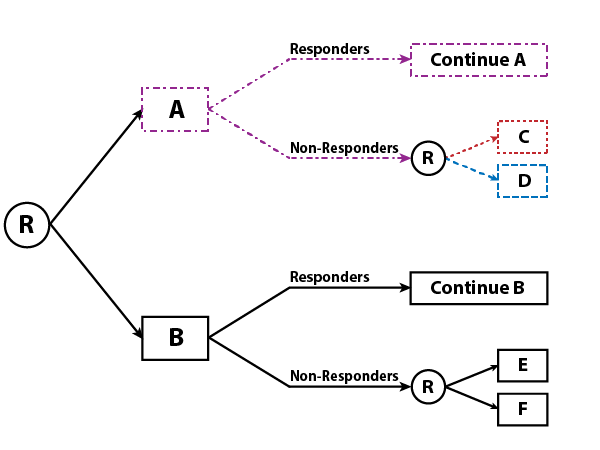 Responders
Continue A
A
Non-Responders
R
C
D
R
Responders
Continue B
B
Non-Responders
R
E
F